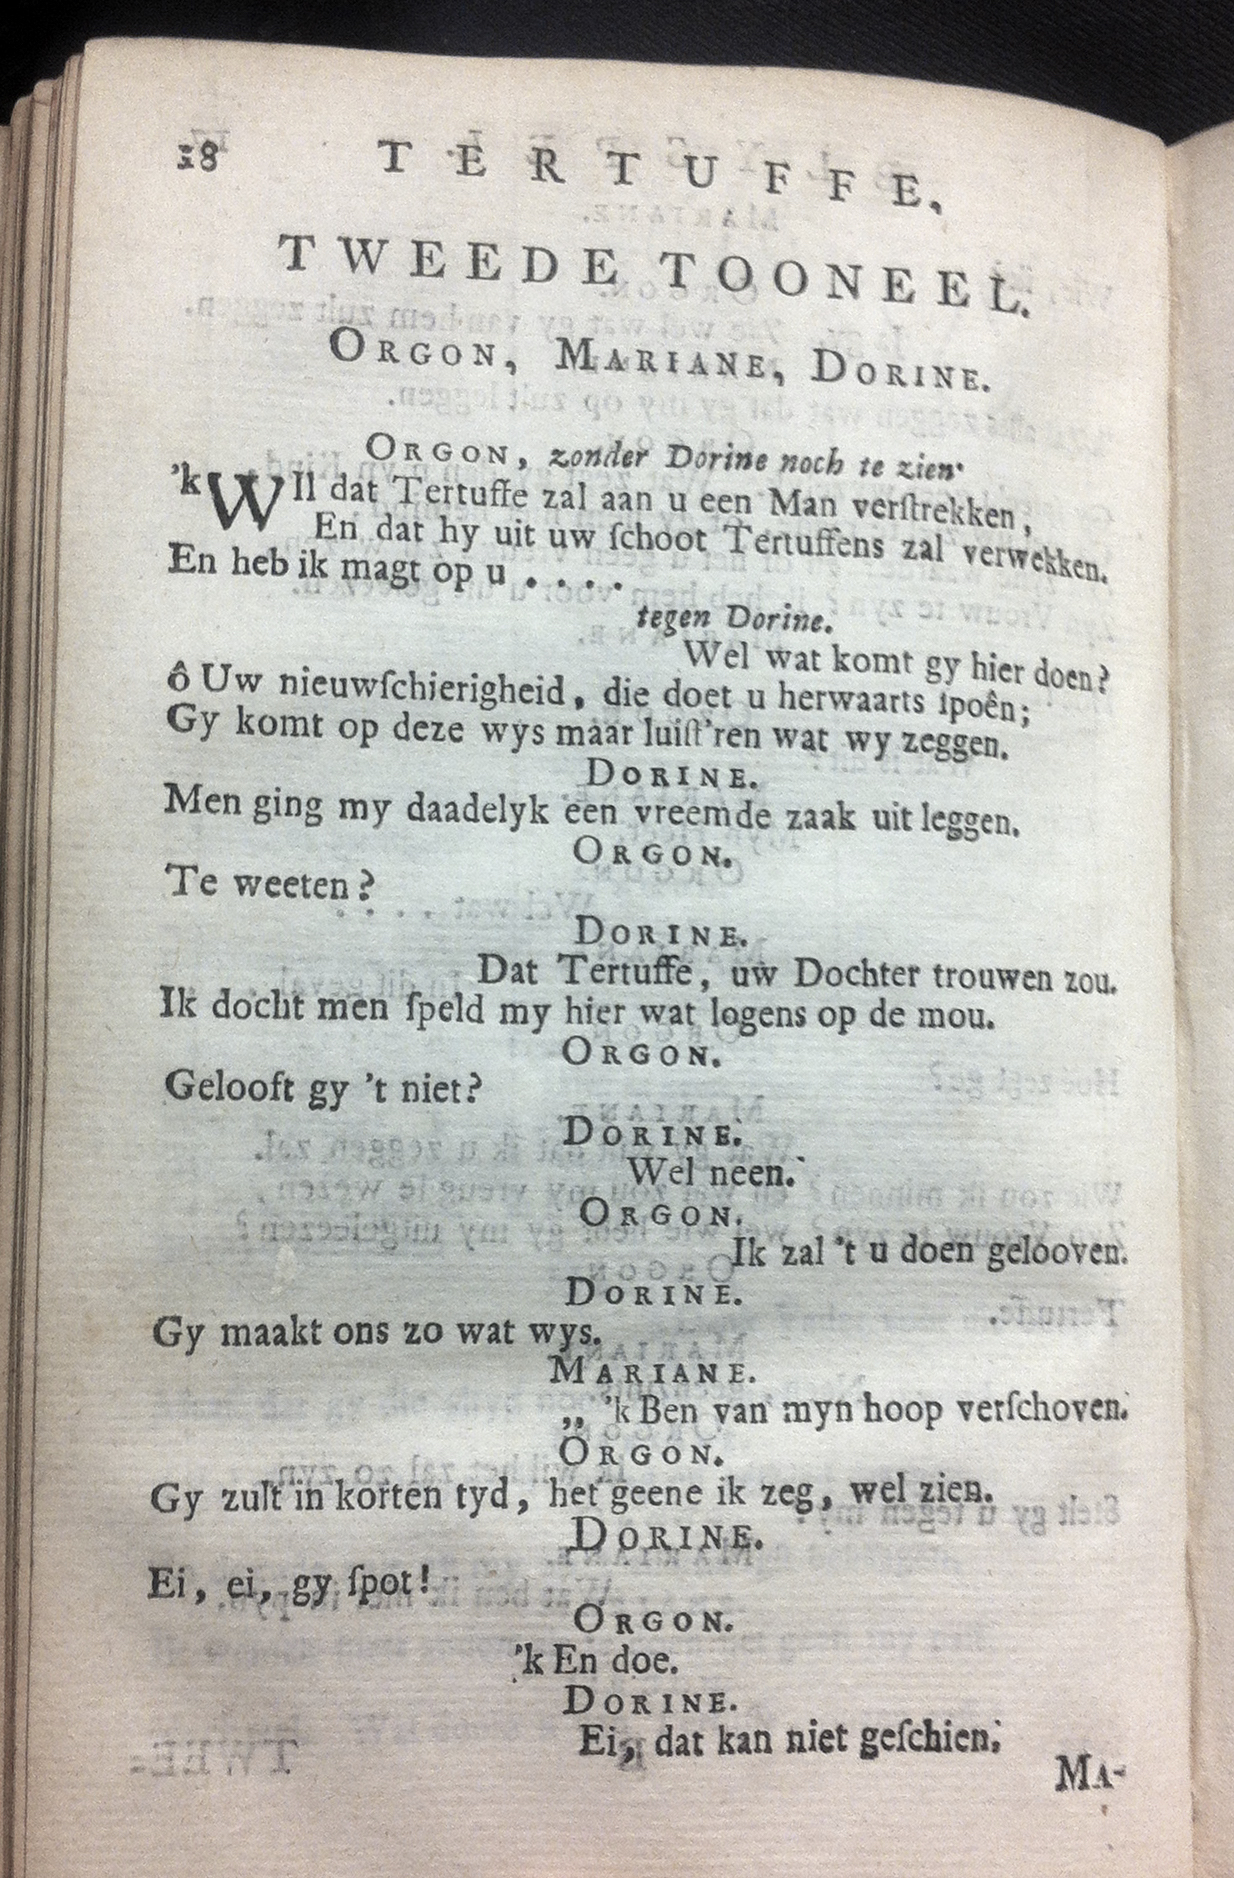 18 TERTUFFE,
TWEEDE TOONEEL.
ORGON, MARIANE, DORINE.
ORGON, zonder Dorine noch te zien.
'k WIl dat Tertuffe zal aan u een Man verſtrekken,
En dat hy uit uw ſchoot Tertuffens zal verwekken.
En heb ik magt op u . . . .
tegen Dorine.
Wel wat komt gy hier doen?
ô Uw nieuwſchierigheid, die doet u herwaarts ſpoên;
Gy komt op deze wys maar luiſt'ren wat wy zeggen.
DORINE.
Men ging my daadelyk een vreemde zaak uit leggen.
ORGON.
Te weeten?
DORINE.
Dat Tertuffe, uw Dochter trouwen zou.
Ik docht men ſpeld my hier wat logens op de mou.
ORGON.
Gelooft gy 't niet?
DORINE.
Wel neen.
ORGON.
Ik zal 't u doen gelooven.
DORINE.
Gy maakt ons zo wat wys.
MARIANE.
„ 'k Ben van myn hoop verſchoven.
ORGON.
Gy zult in korten tyd, het geene ik zeg, wel zien.
DORINE.
Ei, ei, gy ſpot!
ORGON.
'k En doe.
DORINE.
Ei, dat kan niet geſchien.
MA-